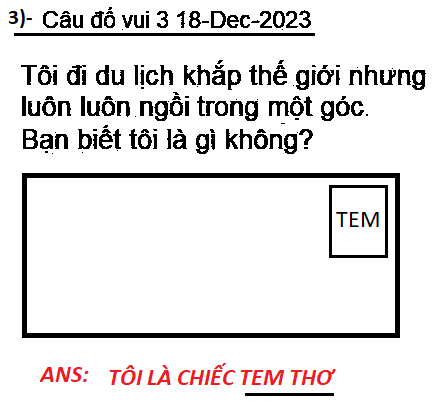 3)- Câu đố vui 3 18-Dec-2023
Tôi đi du lịch khắp thế giới nhưng
luôn luôn ngồi trong một góc.
Bạn biết tôi là gì không?
TEM
ANS: TÔI LÀ CHIẾC TEM THƠ